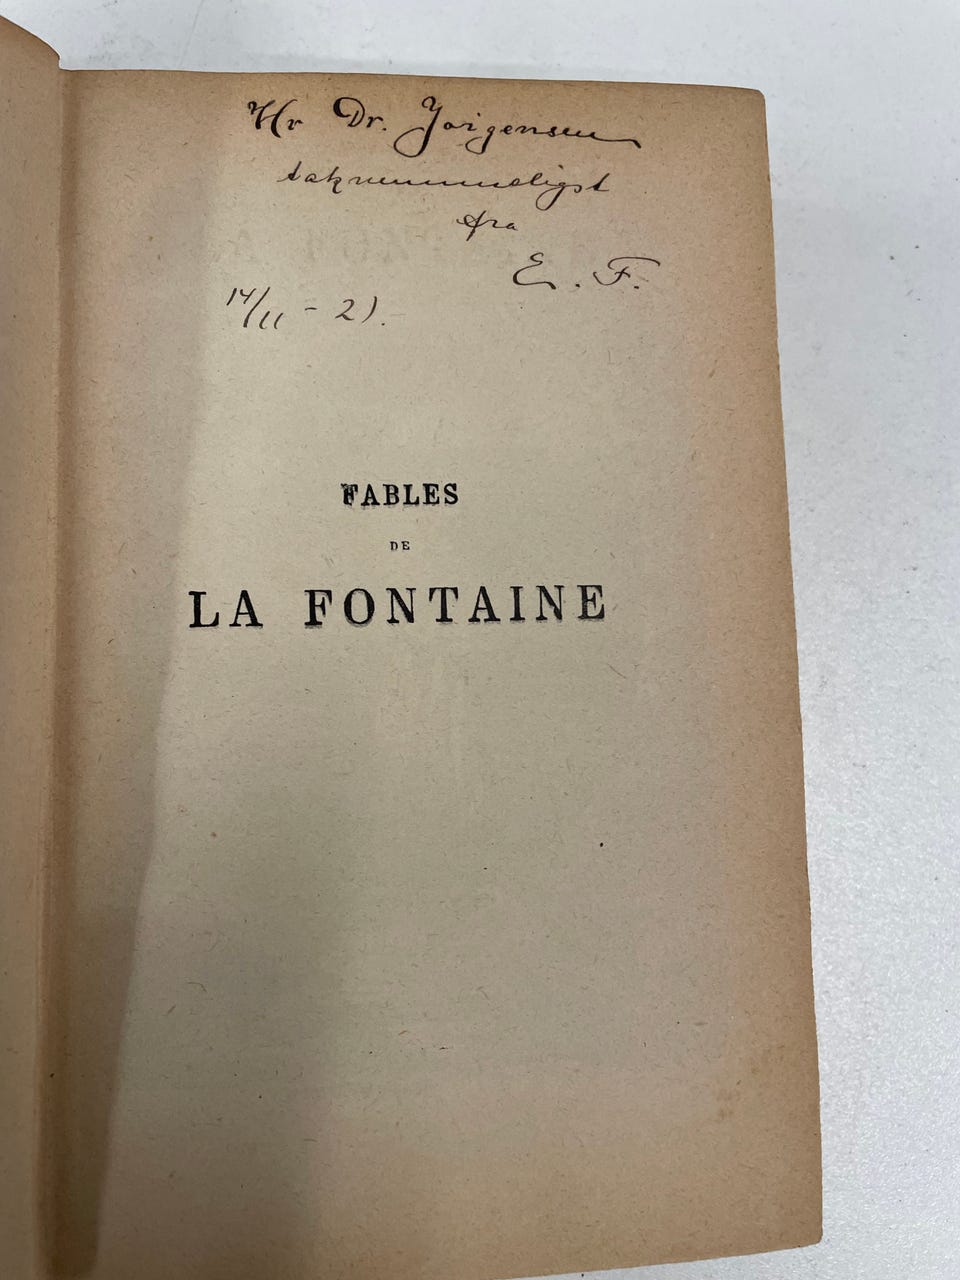 Hr Dr. Jørgensen
taknemmeligst
fra
E. F.
14/11 - 21.
FABLES
DE
LA FONTAINE